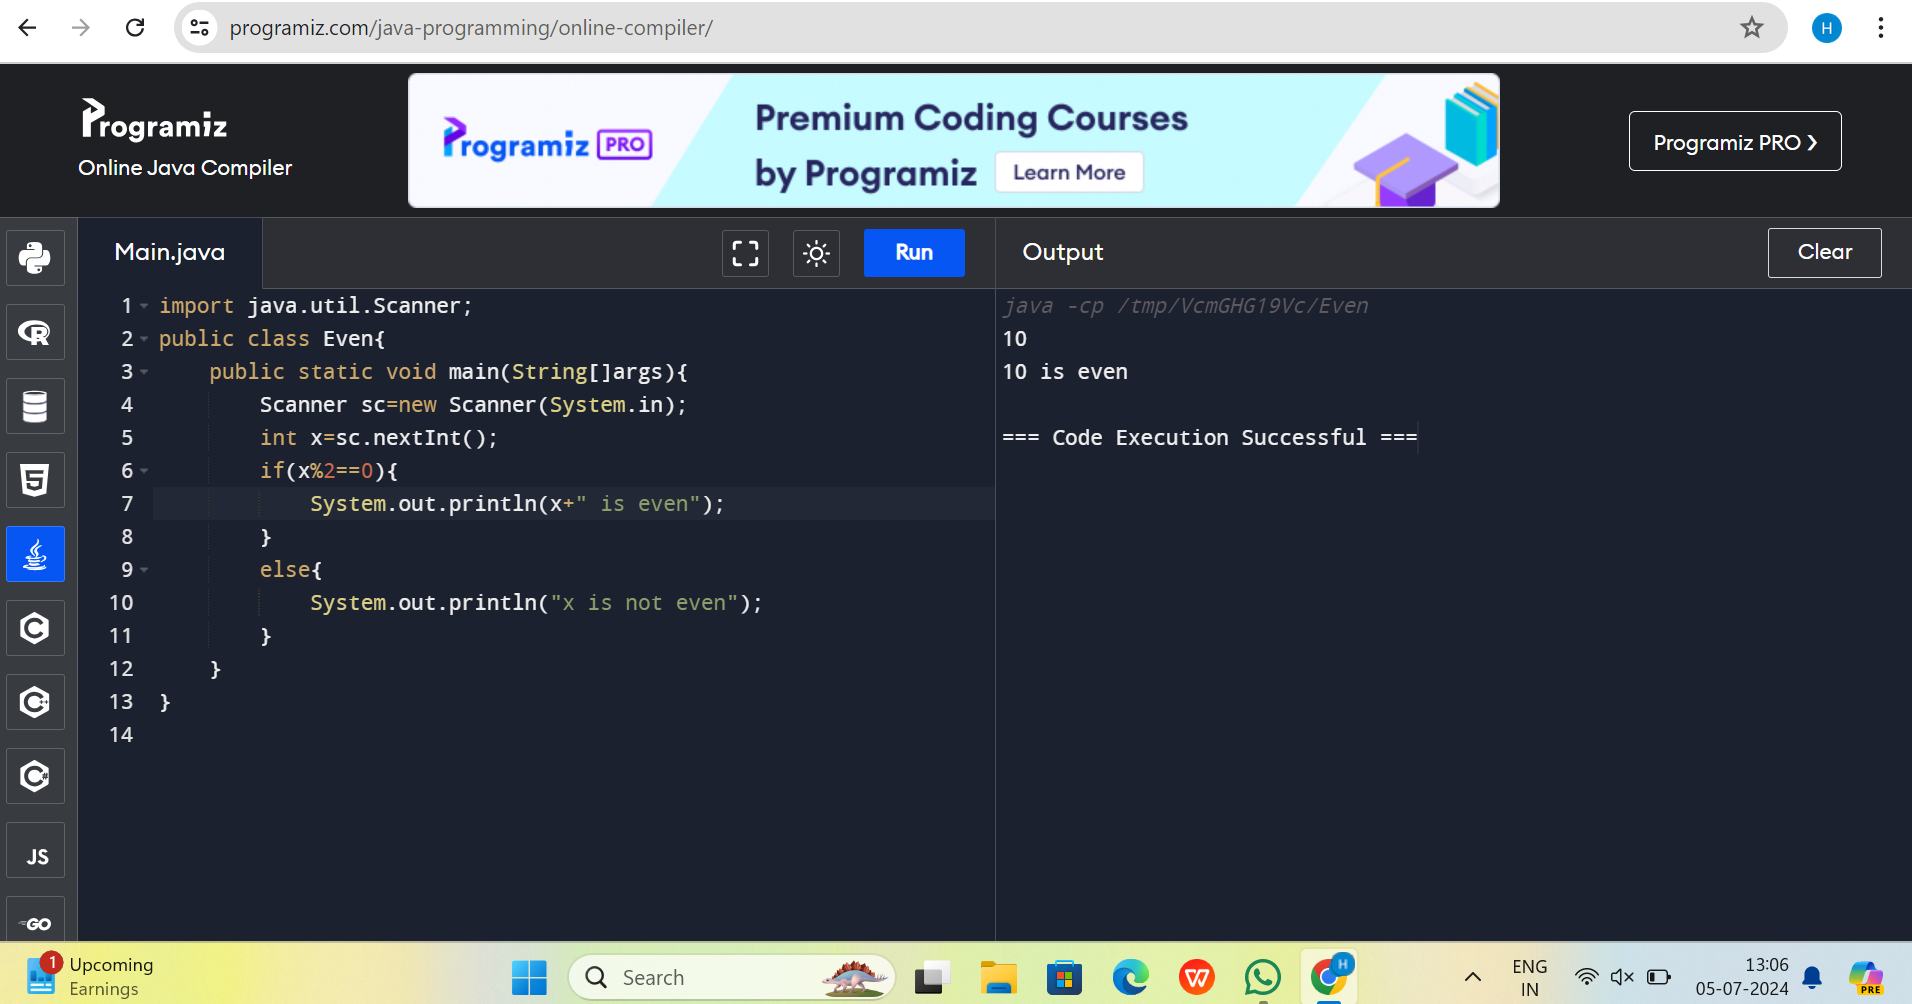 programiz.com/java-programming/online-compiler/
H
Programiz
Online Java Compiler
Programiz PRO
Premium Coding Courses
by Programiz
Learn More
Programiz PRO ❯
Main.java
Run
Output
Clear
1 import java.util.Scanner;
2 public class Even{
3     public static void main(String[]args){
4         Scanner sc=new Scanner(System.in);
5         int x=sc.nextInt();
6         if(x%2==0){
7             System.out.println(x+" is even");
8         }
9         else{
10             System.out.println("x is not even");
11         }
12     }
13 }
14
java -cp /tmp/VcmGHG19Vc/Even
10
10 is even
=== Code Execution Successful ===
R
5
C
C++
C#
JS
GO
1
Upcoming
Earnings
Search
W
H
ENG
IN
13:06
05-07-2024
PRE